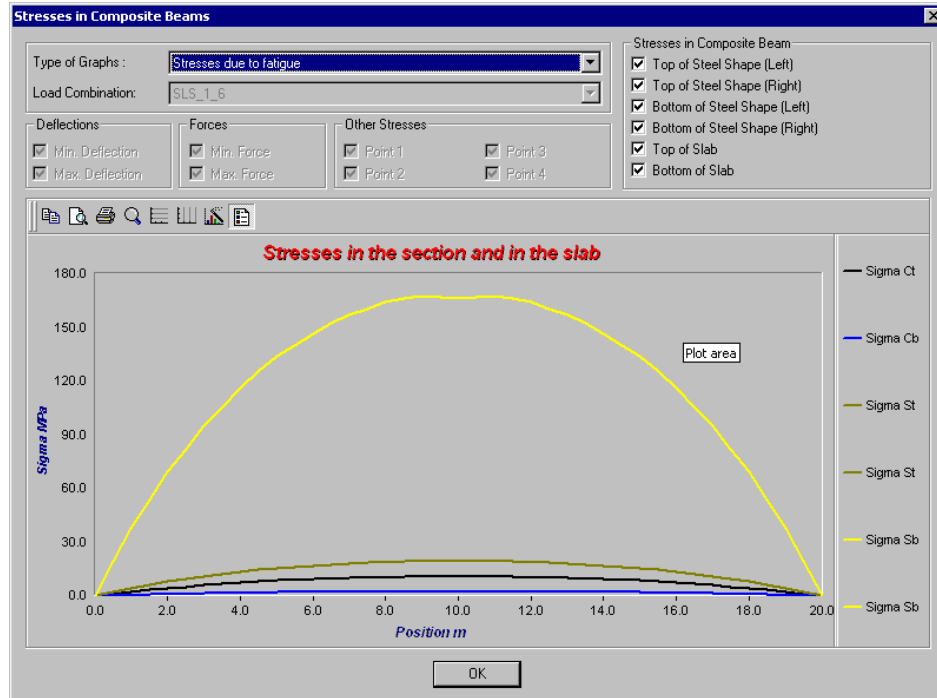 Stresses in Composite Beams
Type of Graphs :
Stresses due to fatigue
Load Combination:
SLS_1_6
Stresses in Composite Beam
Top of Steel Shape (Left)
Top of Steel Shape (Right)
Bottom of Steel Shape (Left)
Bottom of Steel Shape (Right)
Top of Slab
Bottom of Slab
Deflections
Min. Deflection
Max. Deflection
Forces
Min. Force
Max. Force
Other Stresses
Point 1
Point 2
Point 3
Point 4
Stresses in the section and in the slab
180.0
150.0
120.0
90.0
60.0
30.0
0.0
Sigma MPa
0.0 2.0 4.0 6.0 8.0 10.0 12.0 14.0 16.0 18.0 20.0
Position m
Plot area
Sigma Ct
Sigma Cb
Sigma St
Sigma St
Sigma Sb
Sigma Sb
OK